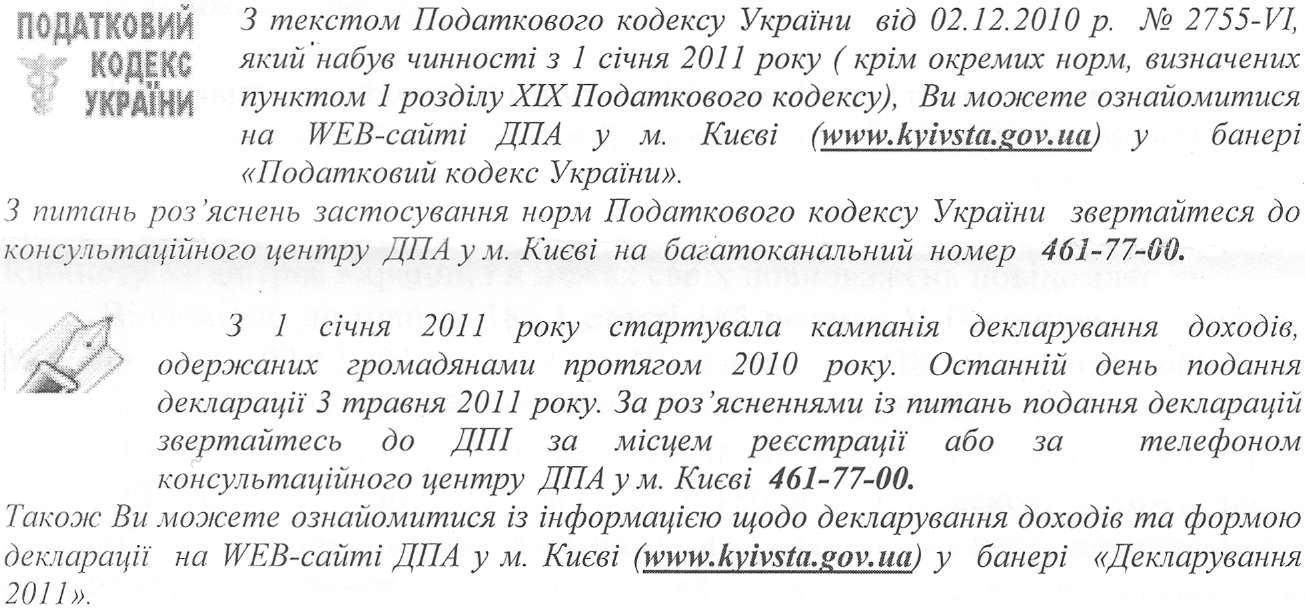 ПОДАТКОВИЙ
КОДЕКС
УКРАЇНИ
З текстом Податкового кодексу України від 02.12.2010 р. № 2755-VI,
який набув чинності з 1 січня 2011 року ( крім окремих норм, визначених
пунктом 1 розділу XIX Податкового кодексу), Ви можете ознайомитися
на WEB-сайті ДПА у м. Києві (www.kyivsta.gov.ua) у банері
«Податковий кодекс України».
З питань роз’яснень застосування норм Податкового кодексу України звертайтеся до
консультаційного центру ДПА у м. Києві на багатоканальний номер 461-77-00.
З 1 січня 2011 року стартувала кампанія декларування доходів,
одержаних громадянами протягом 2010 року. Останній день подання
декларації 3 травня 2011 року. За роз’ясненнями із питань подання декларацій
звертайтесь до ДПІ за місцем реєстрації або за телефоном
консультаційного центру ДПА у м. Києві 461-77-00.
Також Ви можете ознайомитися із інформацією щодо декларування доходів та формою
декларації на WEB-сайті ДПА у м. Києві (www.kyivsta.gov.ua) у банері «Декларування
2011».